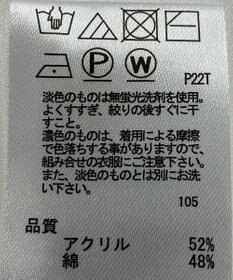 P
W
P22T
淡色のものは無蛍光洗剤を使用。
よくすすぎ、絞りの後すぐに干
すこと。
濃色のものは、着用による摩擦
で色落ちする事がありますので、
組み合せの衣服にご注意下さい。
また、淡色のものとは別にお洗
い下さい。
105
品質
アクリル 52%
綿 48%